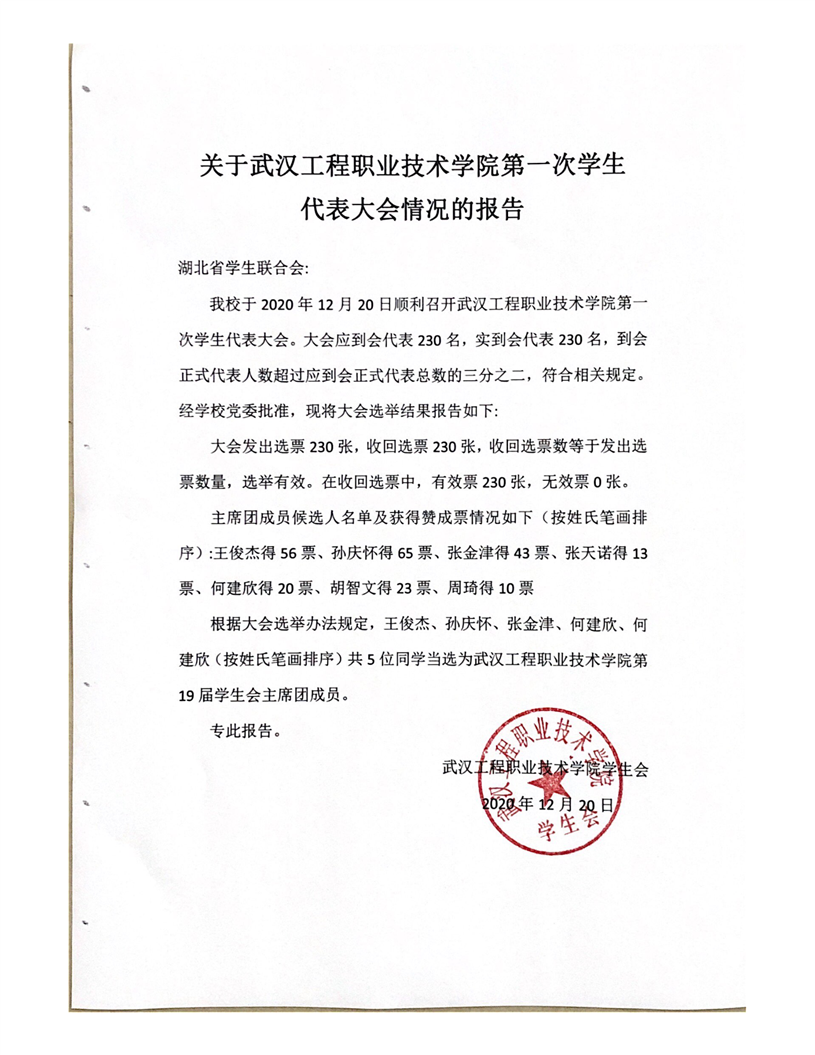 关于武汉工程职业技术学院第一次学生
代表大会情况的报告
湖北省学生联合会:
我校于 2020 年 12 月 20 日顺利召开武汉工程职业技术学院第一
次学生代表大会。大会应到会代表 230 名，实到会代表 230 名，到会
正式代表人数超过应到会正式代表总数的三分之二，符合相关规定。
经学校党委批准，现将大会选举结果报告如下:
大会发出选票 230 张，收回选票 230 张，收回选票数等于发出选
票数量，选举有效。在收回选票中，有效票 230 张，无效票 0 张。
主席团成员候选人名单及获得赞成票情况如下（按姓氏笔画排
序）:王俊杰得 56 票、孙庆怀得 65 票、张金津得 43 票、张天诺得 13
票、何建欣得 20 票、胡智文得 23 票、周琦得 10 票
根据大会选举办法规定，王俊杰、孙庆怀、张金津、何建欣、何
建欣（按姓氏笔画排序）共 5 位同学当选为武汉工程职业技术学院第
19 届学生会主席团成员。
专此报告。
武汉工程职业技术学院学生会
2020 年 12 月 20 日
武汉工程职业技术学院
学生会